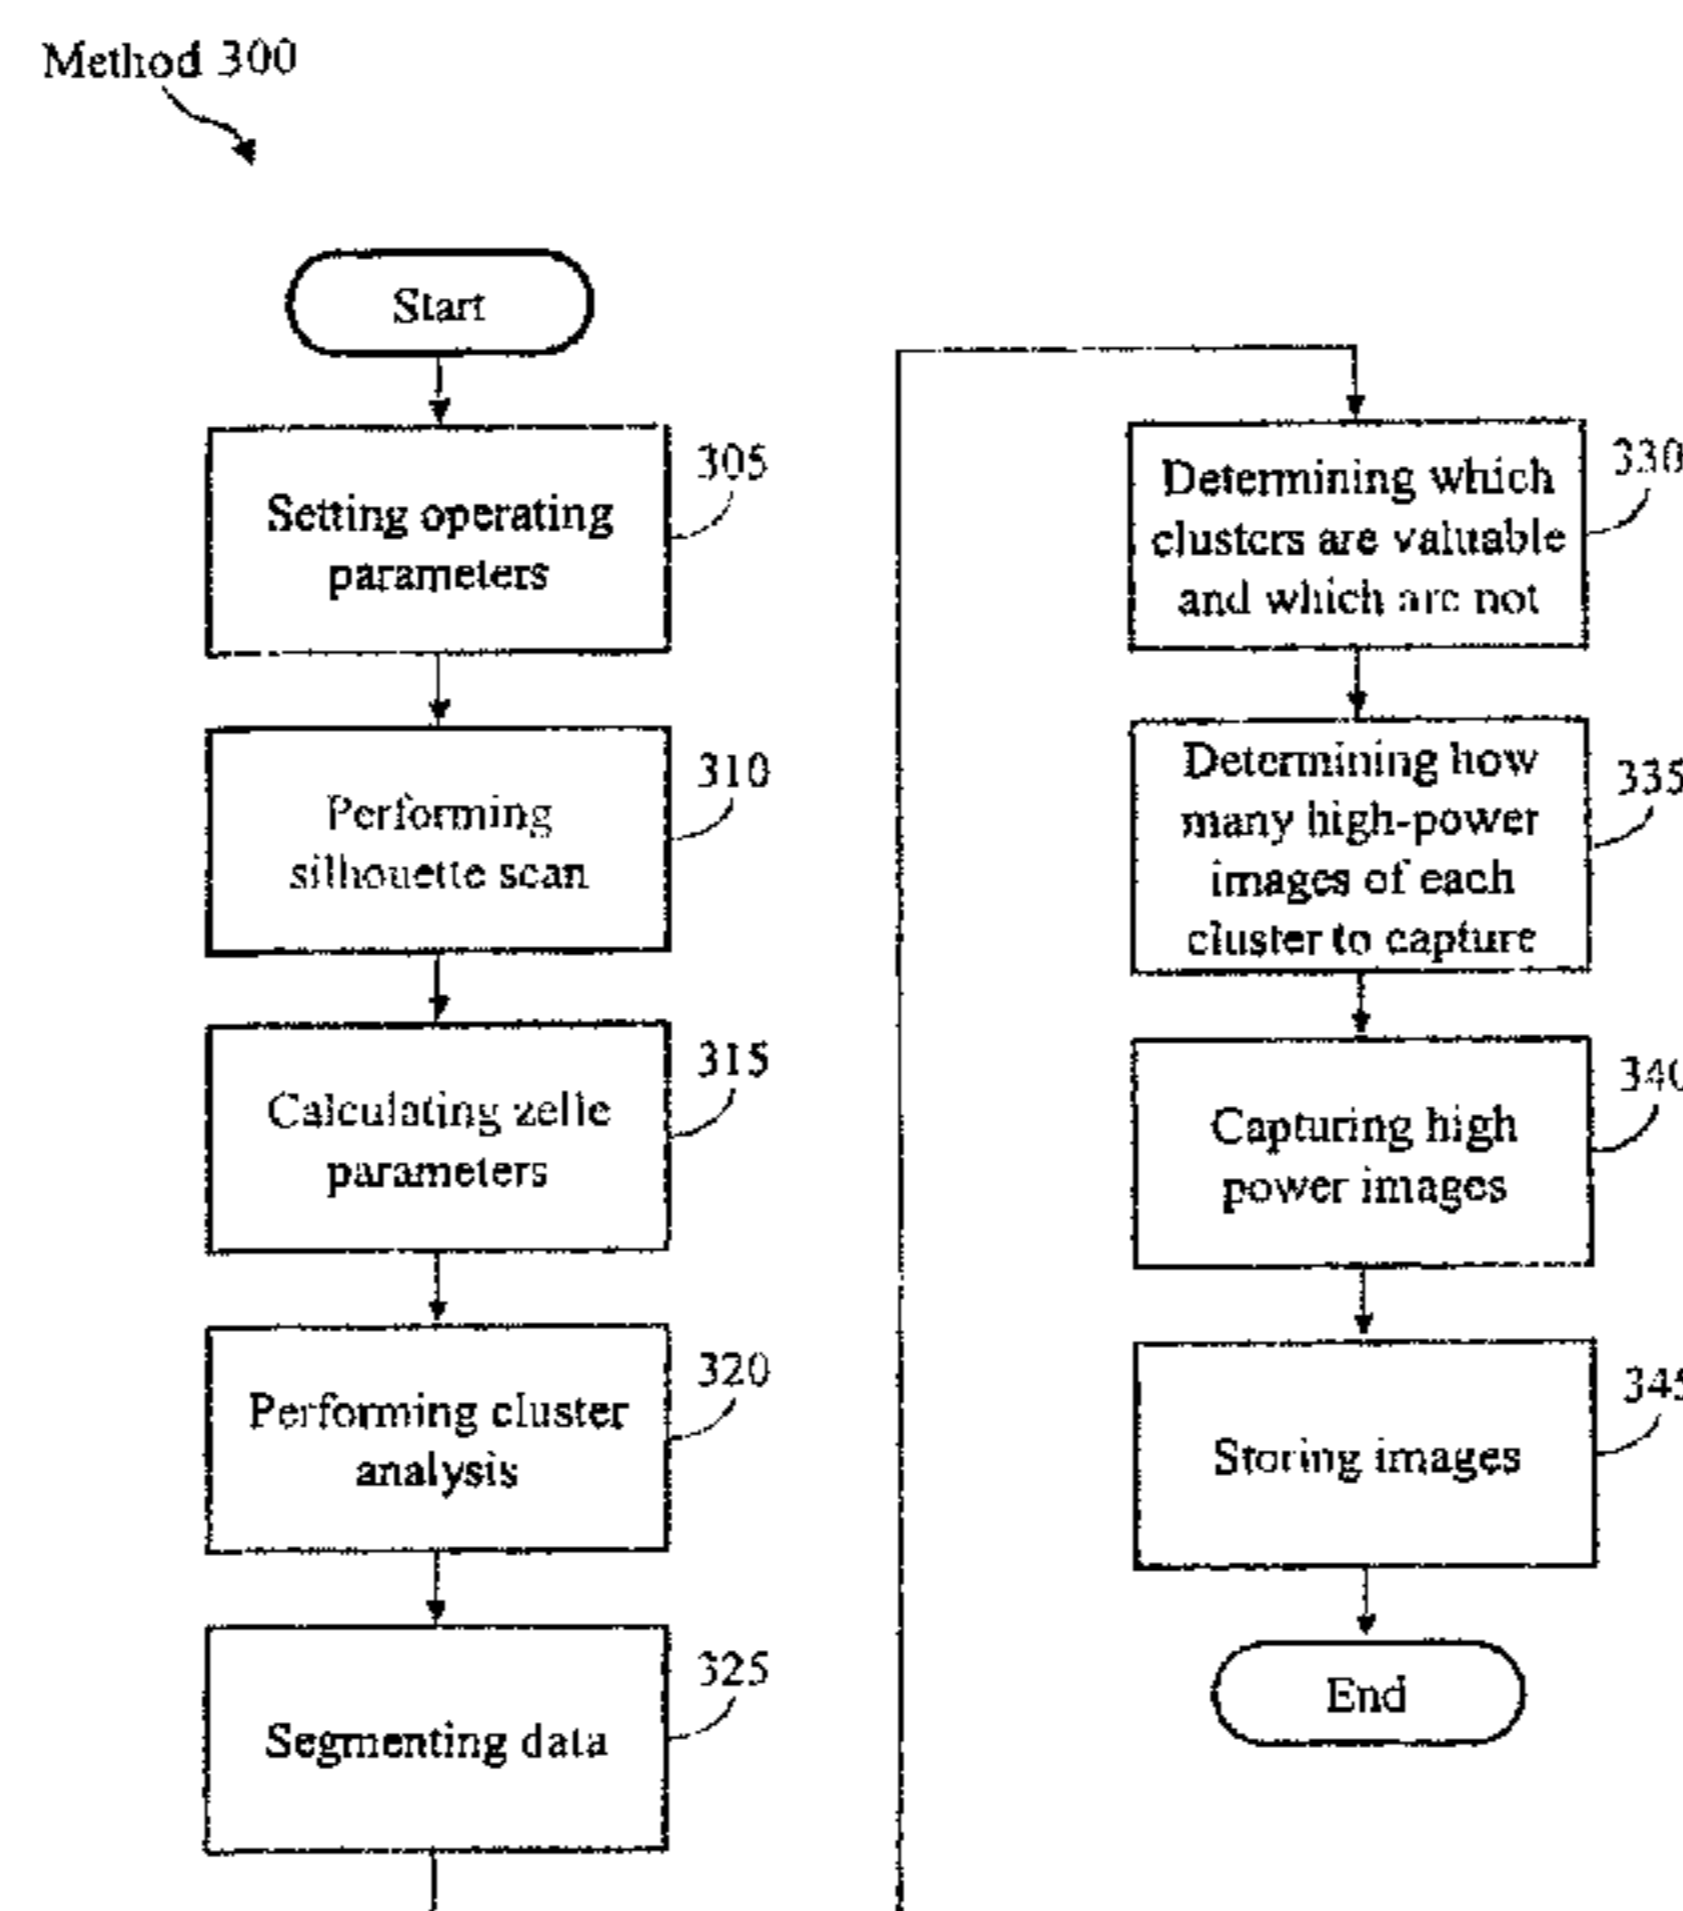 Method 300
Start
Setting operating
parameters
305
Performing
silhouette scan
310
Calculating zelle
parameters
315
Performing cluster
analysis
320
Segmenting data
325
Determining which
clusters are valuable
and which are not
330
Determining how
many high-power
images of each
cluster to capture
335
Capturing high
power images
340
Storing images
345
End